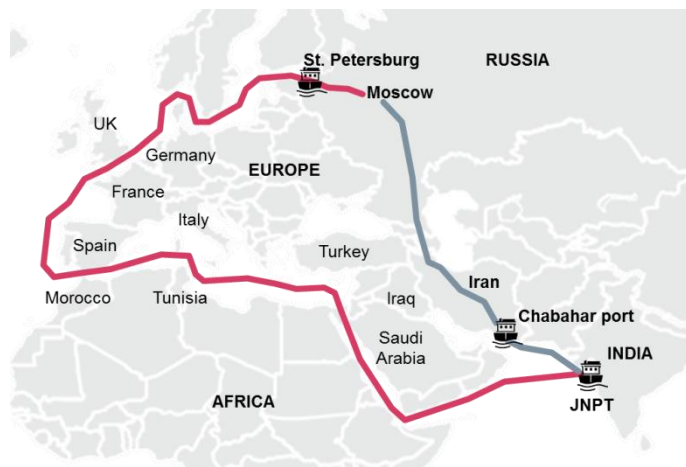 St. Petersburg
RUSSIA
Moscow
UK
Germany
EUROPE
France
Italy
Spain
Turkey
Iran
Morocco
Tunisia
Iraq
Chabahar port
Saudi
Arabia
INDIA
AFRICA
JNPT